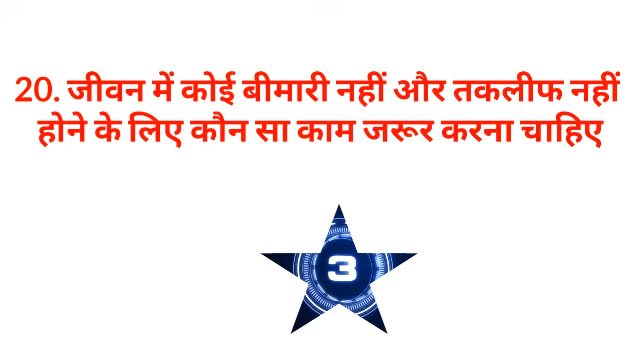 20. जीवन में कोई बीमारी नहीं और तकलीफ नहीं
होने के लिए कौन सा काम जरूर करना चाहिए
3